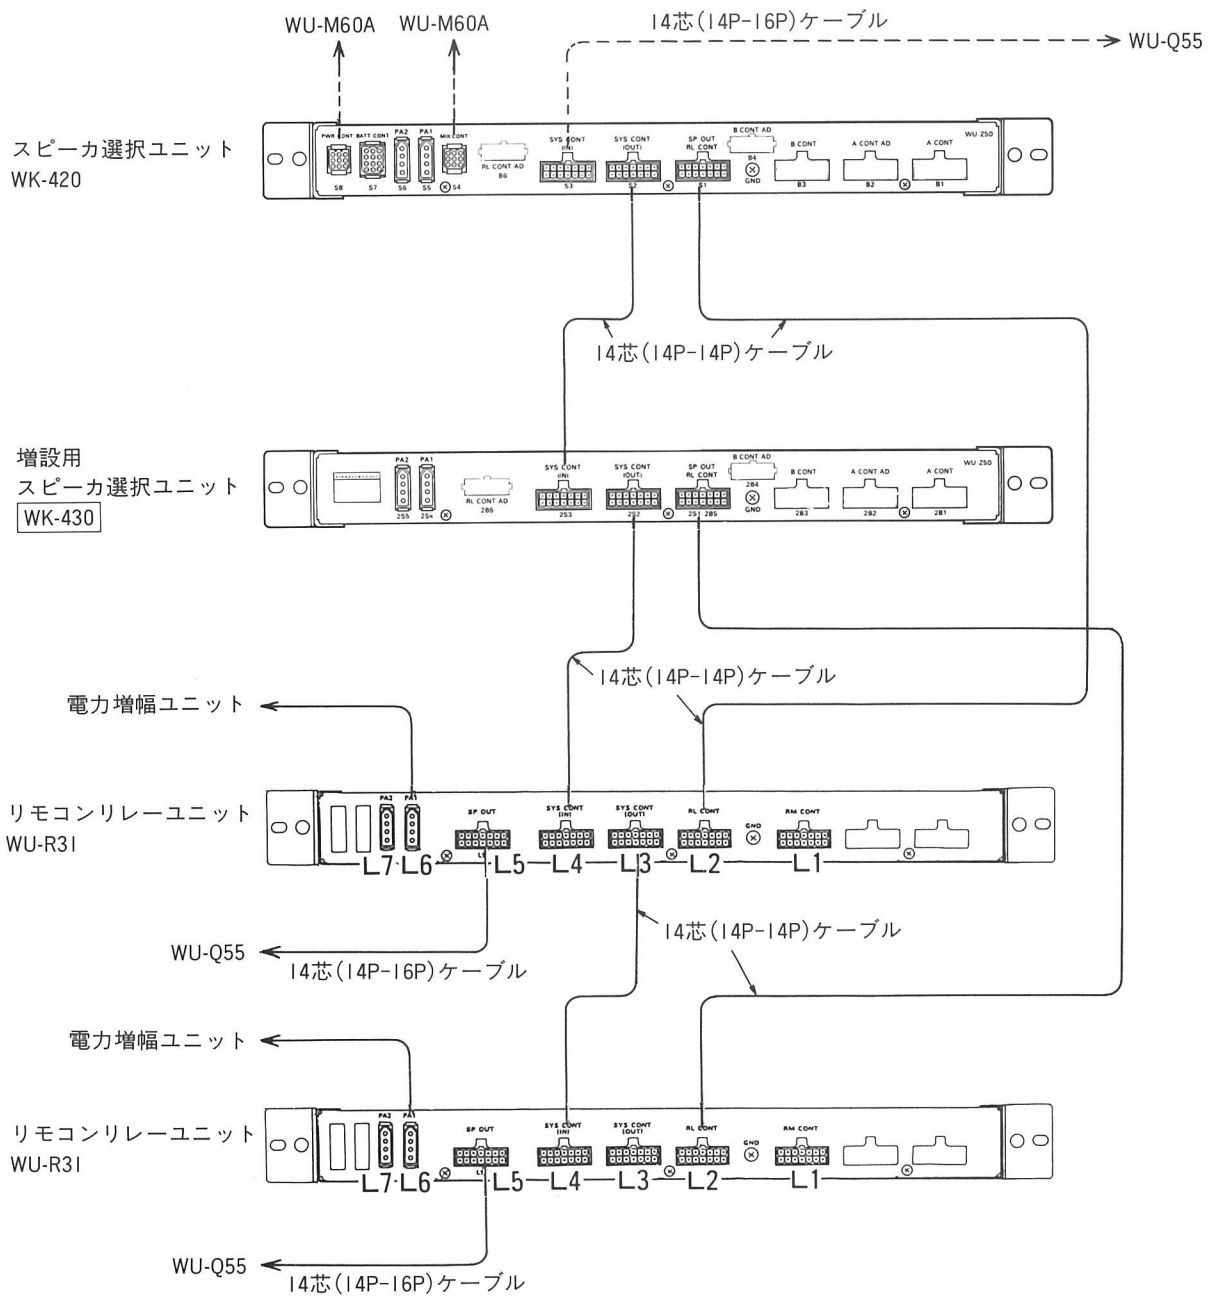 14芯(14P-16P)ケーブル
WU-M60A
WU-M60A
WU-Q55
スピーカ選択ユニット
WK-420
PWR CONT
BATT CONT
PA2
PA1
MIX CONT
RL CONT AD
B6
SYS CONT
(IN)
SYS CONT
(OUT)
SP OUT
RL CONT
B CONT AD
B4
GND
B CONT
A CONT AD
A CONT
WU Z50
S8
S7
S6
S5
S4
S3
S2
S1
B3
B2
B1
14芯(14P-14P)ケーブル
増設用
スピーカ選択ユニット
WK-430
PA2
PA1
RL CONT AD
2B6
SYS CONT
(IN)
SYS CONT
(OUT)
SP OUT
RL CONT
B CONT AD
2B4
GND
B CONT
A CONT AD
A CONT
WU Z50
2S5
2S4
2S3
2S2
2S1 2B5
2B3
2B2
2B1
14芯(14P-14P)ケーブル
電力増幅ユニット
リモコンリレーユニット
WU-R31
PA2
PA1
SP OUT
SYS CONT
(IN)
SYS CONT
(OUT)
RL CONT
GND
RM CONT
L7
L6
L5
L4
L3
L2
L1
14芯(14P-14P)ケーブル
WU-Q55
14芯(14P-16P)ケーブル
電力増幅ユニット
リモコンリレーユニット
WU-R31
PA2
PA1
SP OUT
SYS CONT
(IN)
SYS CONT
(OUT)
RL CONT
GND
RM CONT
L7
L6
L5
L4
L3
L2
L1
WU-Q55
14芯(14P-16P)ケーブル